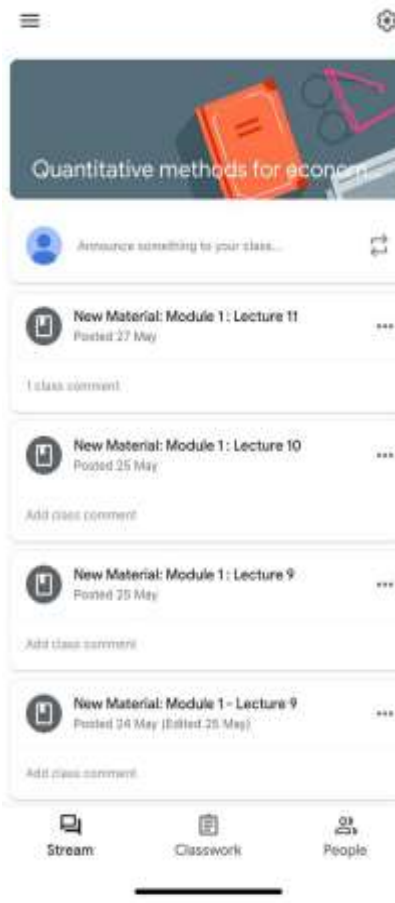 Quantitative methods for econom...
Announce something to your class...
New Material: Module 1 : Lecture 11
Posted 27 May
1 class comment
New Material: Module 1 : Lecture 10
Posted 25 May
Add class comment
New Material: Module 1 : Lecture 9
Posted 25 May
Add class comment
New Material: Module 1 - Lecture 9
Posted 24 May (Edited 25 May)
Add class comment
Stream
Classwork
People